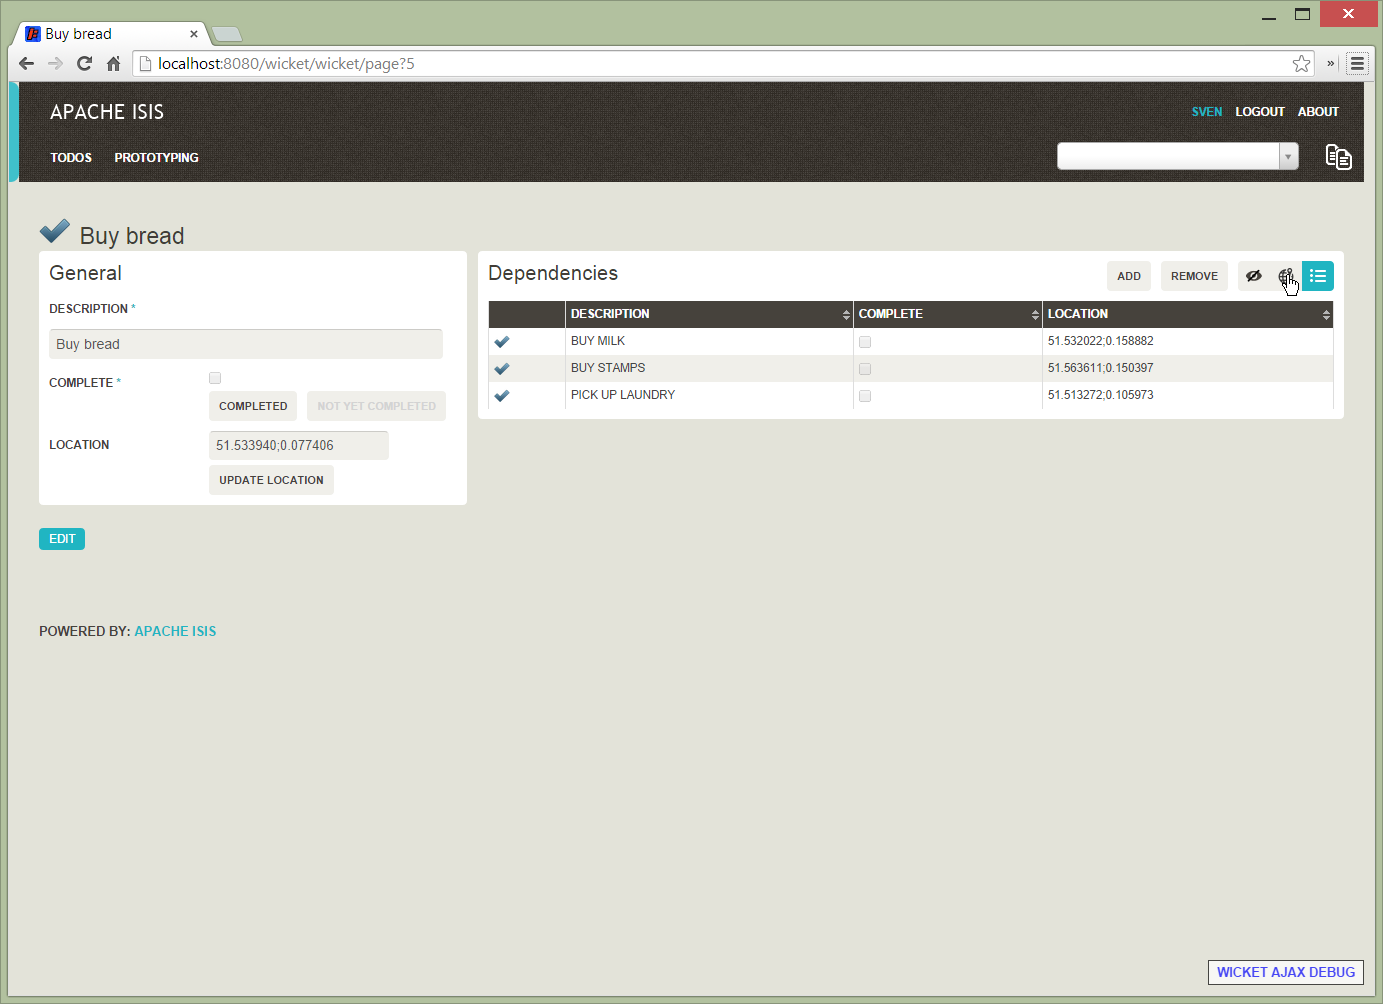 Buy bread
localhost:8080/wicket/wicket/page?5
APACHE ISIS
SVEN LOGOUT ABOUT
TODOS PROTOTYPING
Buy bread
General
DESCRIPTION *
Buy bread
COMPLETE *
COMPLETED NOT YET COMPLETED
LOCATION 51.533940;0.077406
UPDATE LOCATION
EDIT
Dependencies ADD REMOVE
DESCRIPTION COMPLETE LOCATION
BUY MILK 51.532022;0.158882
BUY STAMPS 51.563611;0.150397
PICK UP LAUNDRY 51.513272;0.105973
POWERED BY: APACHE ISIS
WICKET AJAX DEBUG